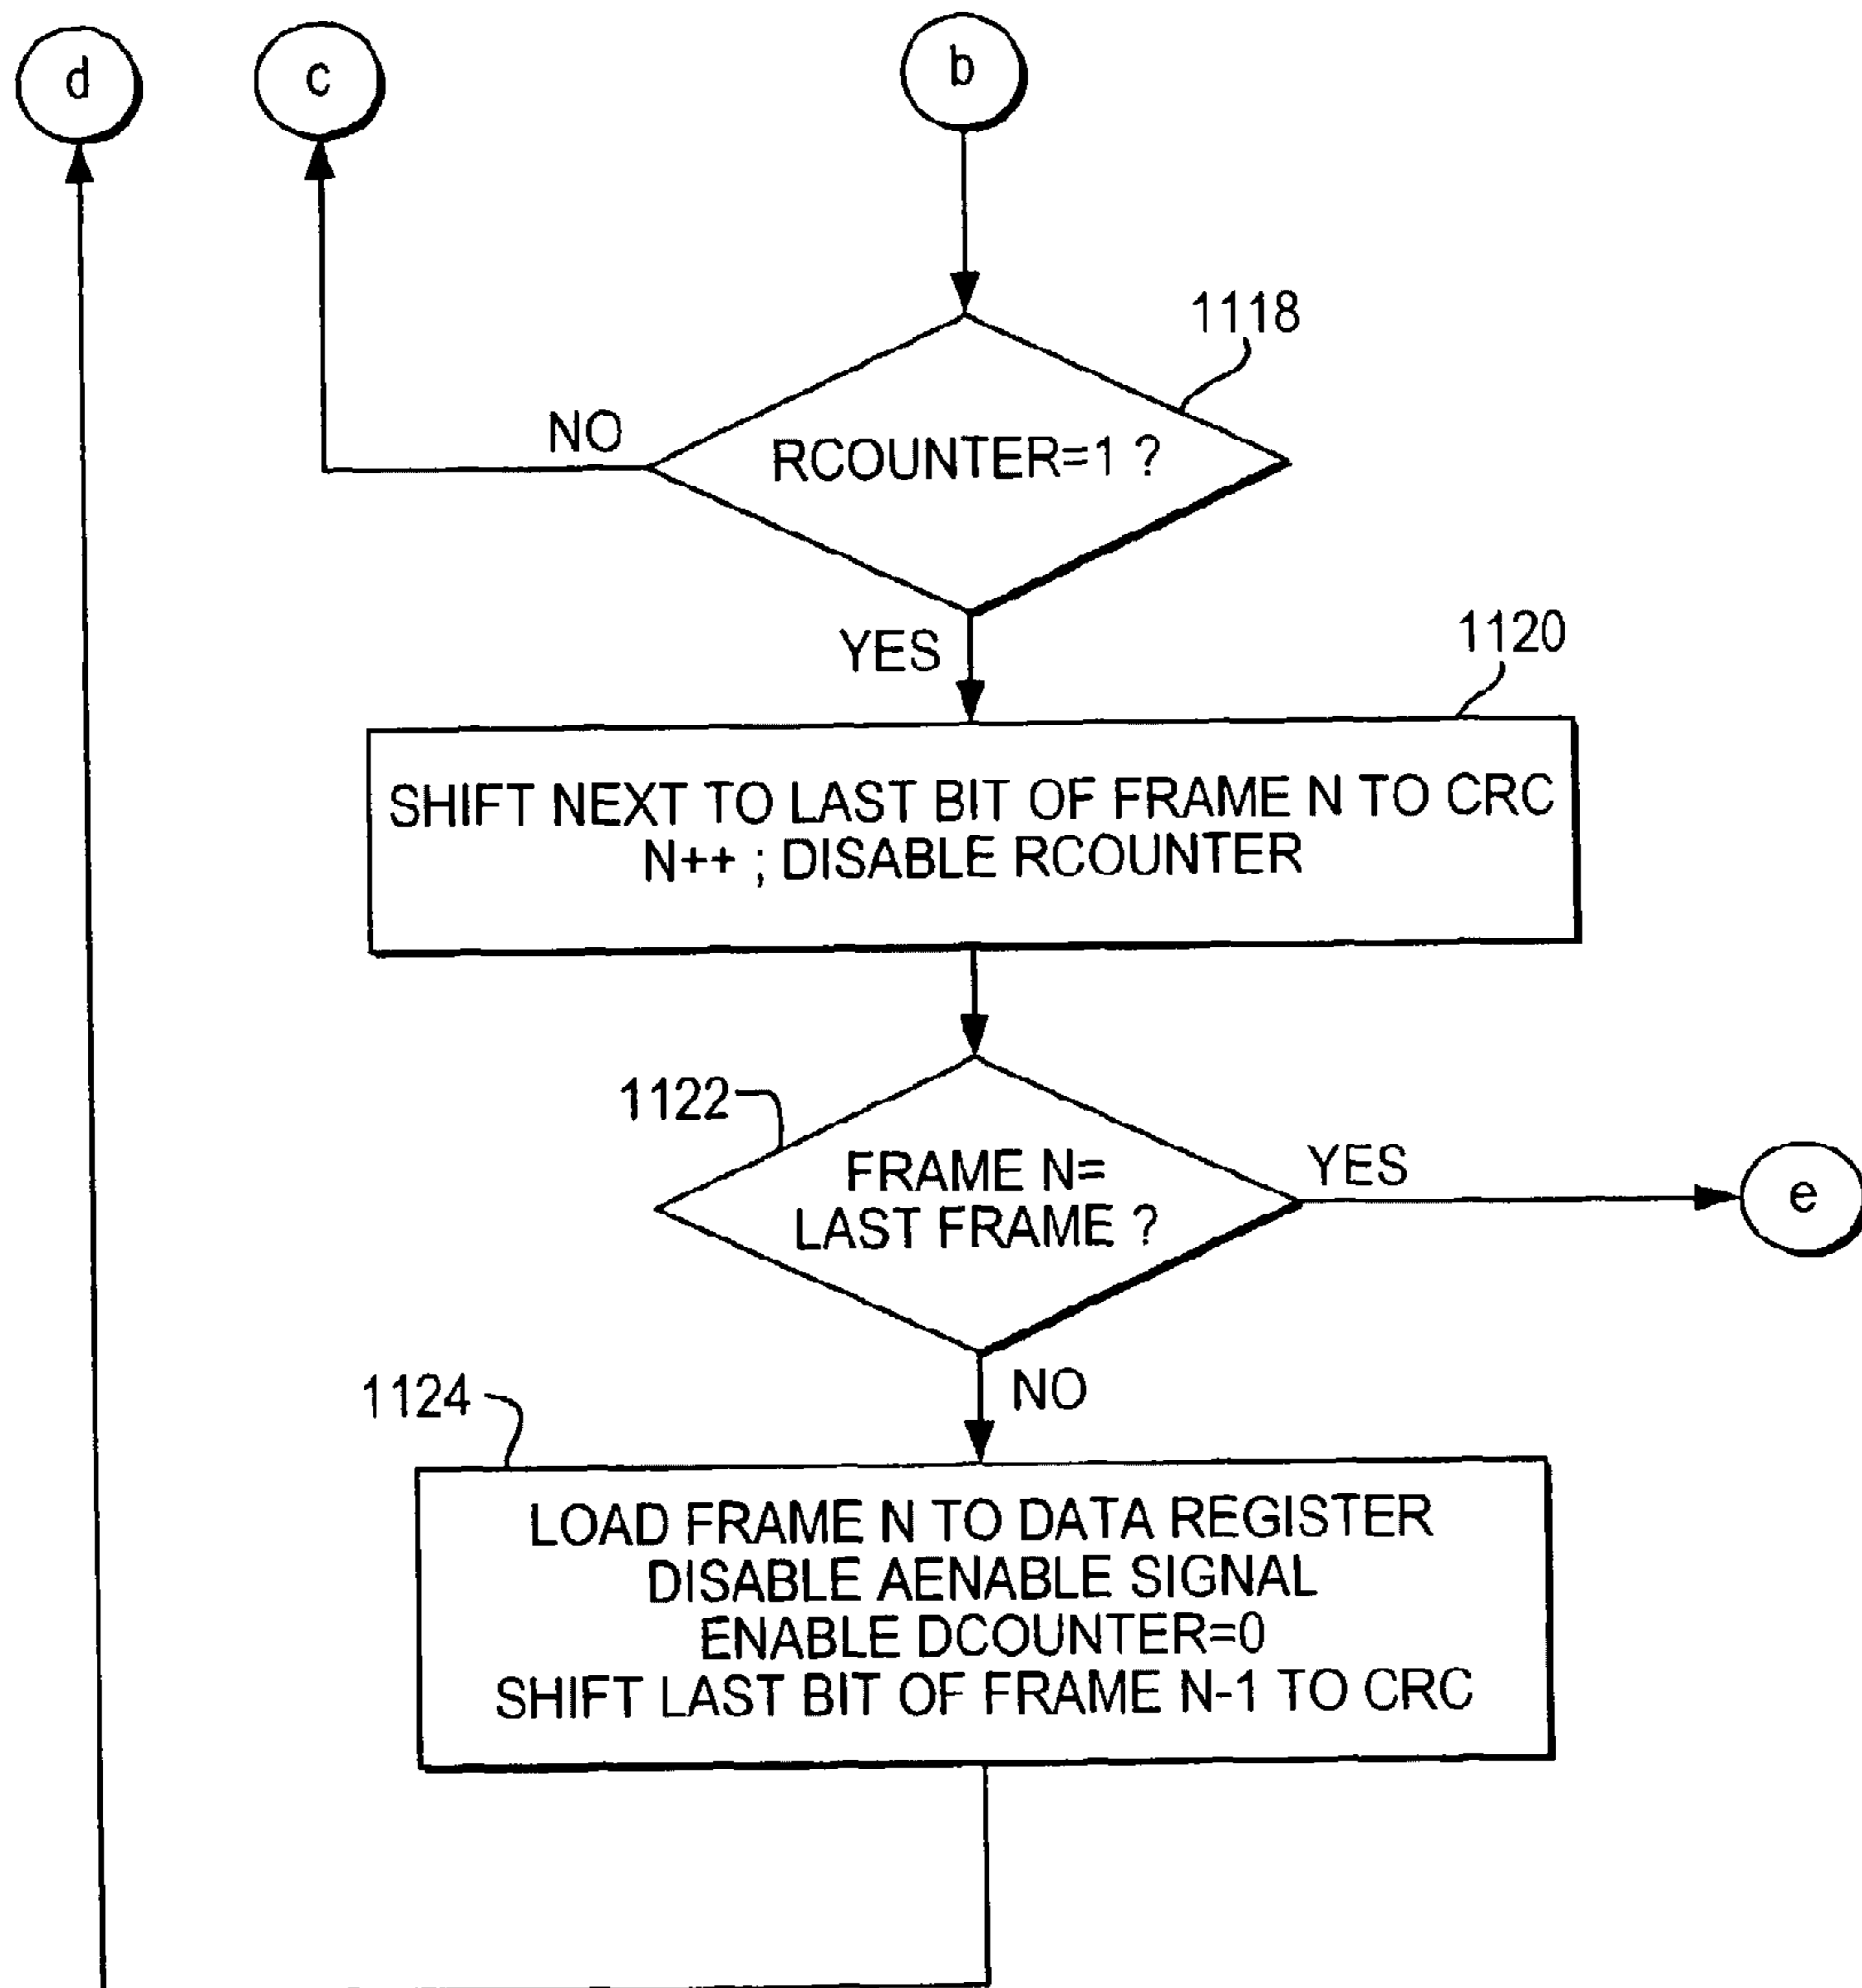 d
c
b
1118
NO
RCOUNTER=1 ?
YES
1120
SHIFT NEXT TO LAST BIT OF FRAME N TO CRC
N++ ; DISABLE RCOUNTER
1122
FRAME N=
LAST FRAME ?
YES
e
NO
1124
LOAD FRAME N TO DATA REGISTER
DISABLE AENABLE SIGNAL
ENABLE DCOUNTER=0
SHIFT LAST BIT OF FRAME N-1 TO CRC